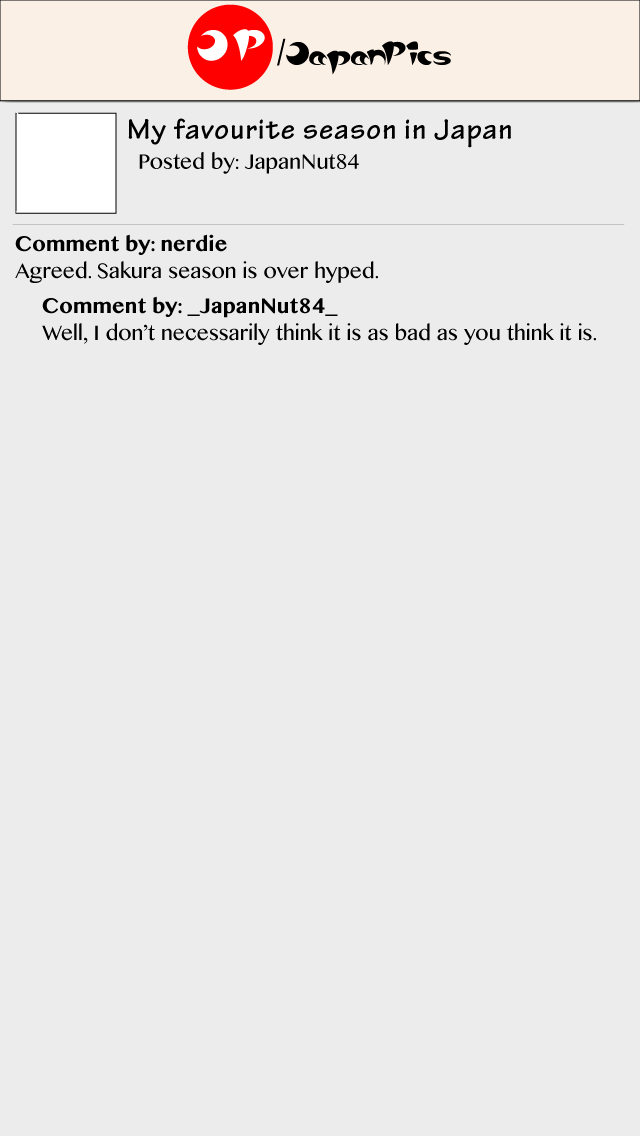 JP/JapanPics
My favourite season in Japan
Posted by: JapanNut84
Comment by: nerdie
Agreed. Sakura season is over hyped.
Comment by: _JapanNut84_
Well, I don’t necessarily think it is as bad as you think it is.